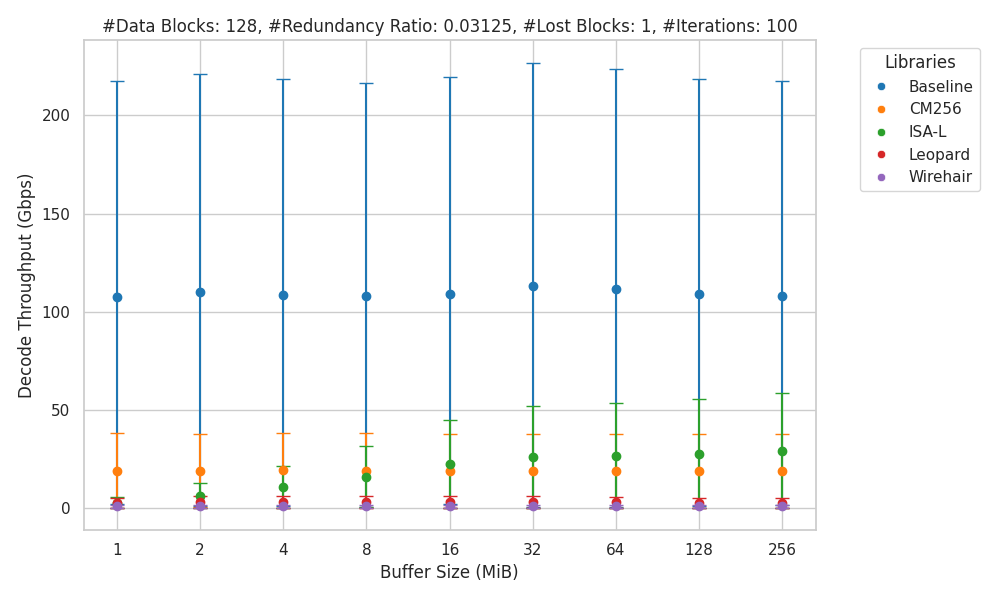 #Data Blocks: 128, #Redundancy Ratio: 0.03125, #Lost Blocks: 1, #Iterations: 100
Decode Throughput (Gbps)
200
150
100
50
0
1 2 4 8 16 32 64 128 256
Buffer Size (MiB)
Libraries
Baseline
CM256
ISA-L
Leopard
Wirehair